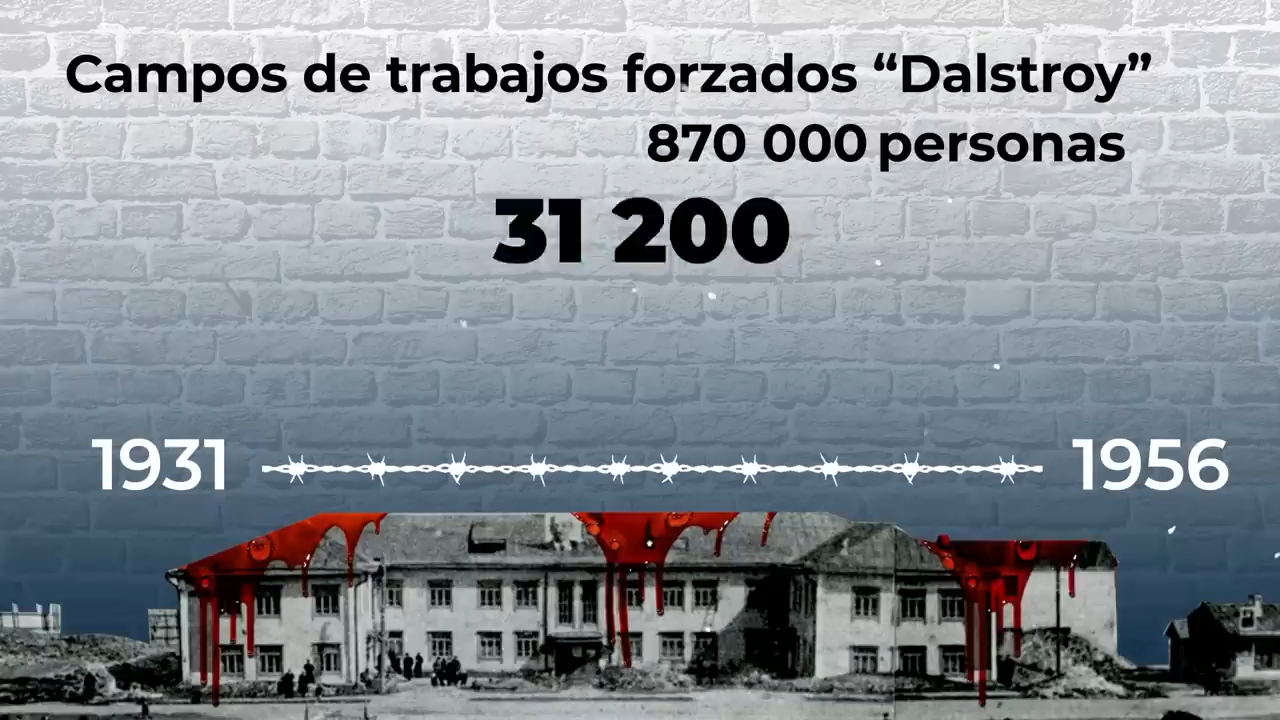 Campos de trabajos forzados “Dalstroy”
870 000 personas
31 200
1931 1956